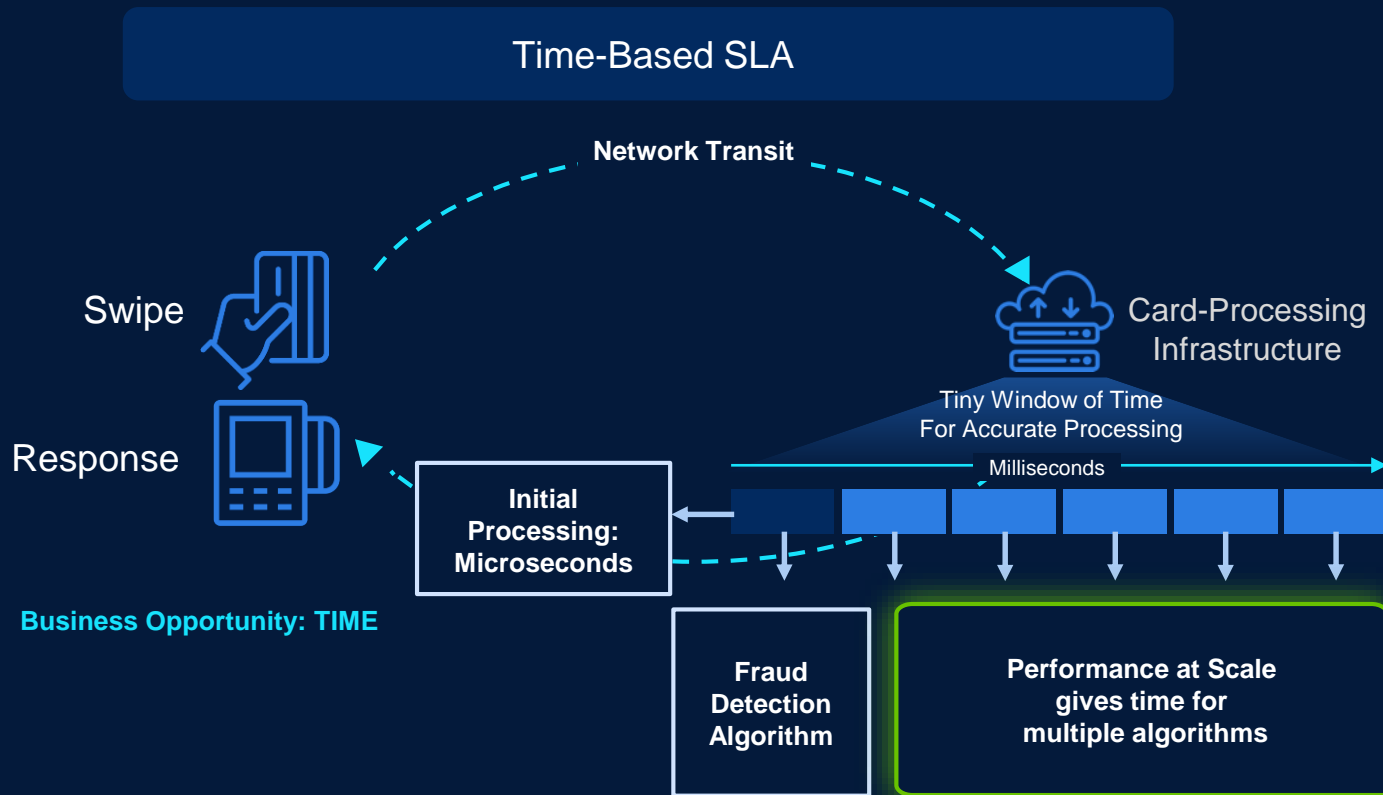 Time-Based SLA
Network Transit
Swipe
Card-Processing
Infrastructure
Tiny Window of Time
For Accurate Processing
Response
Milliseconds
Initial
Processing:
Microseconds
Business Opportunity: TIME
Fraud
Detection
Algorithm
Performance at Scale
gives time for
multiple algorithms